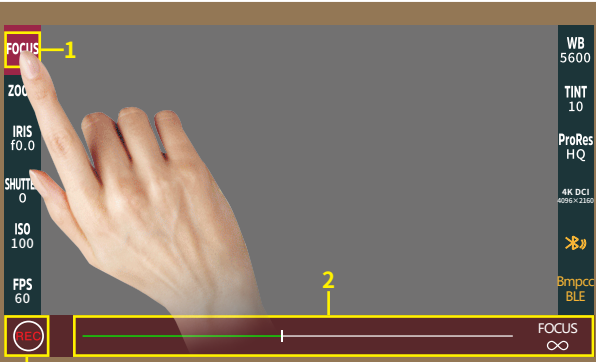 FOCUS
1
ZOO
IRIS
f0.0
SHUTTE
0
ISO
100
FPS
60
REC
WB
5600
TINT
10
ProRes
HQ
4K DCI
4096×2160
Bmpcc
BLE
2
FOCUS
∞